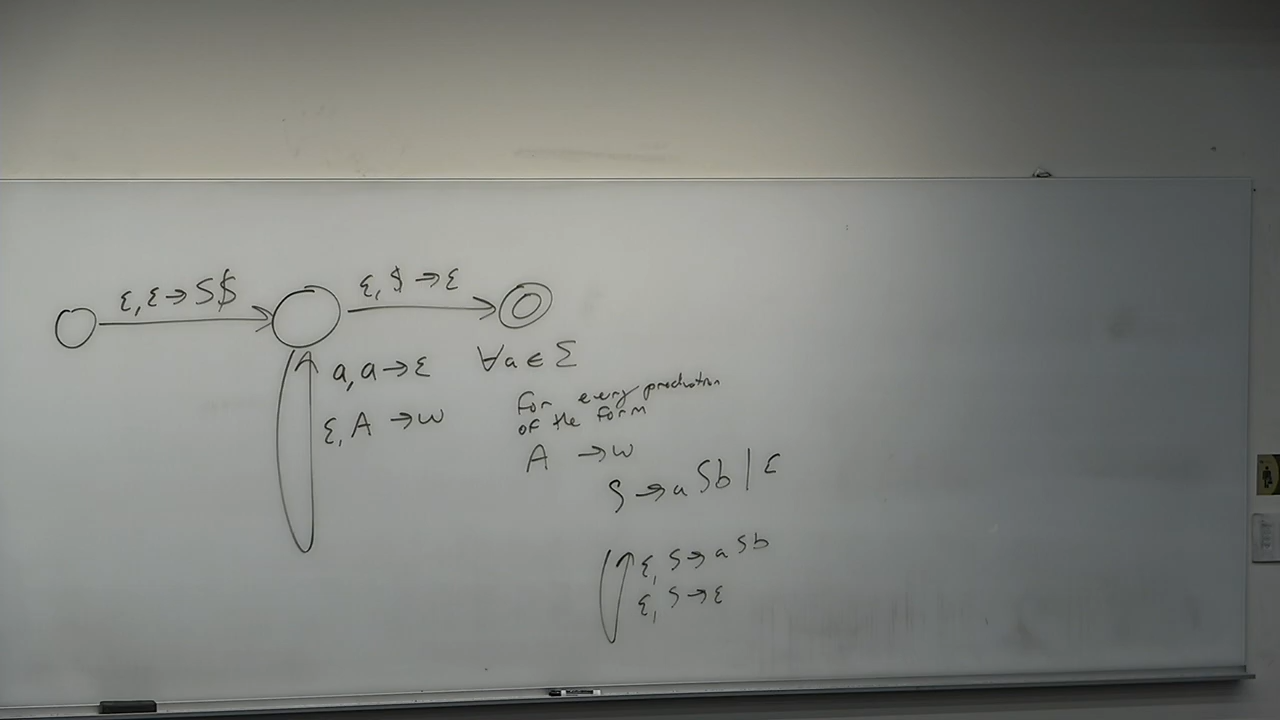 ε, ε → S$
ε, $ → ε
a, a → ε ∀a ∈ Σ
ε, A → w
for every production
of the form
A → w
S → aSb | ε
ε, S → aSb
ε, S → ε